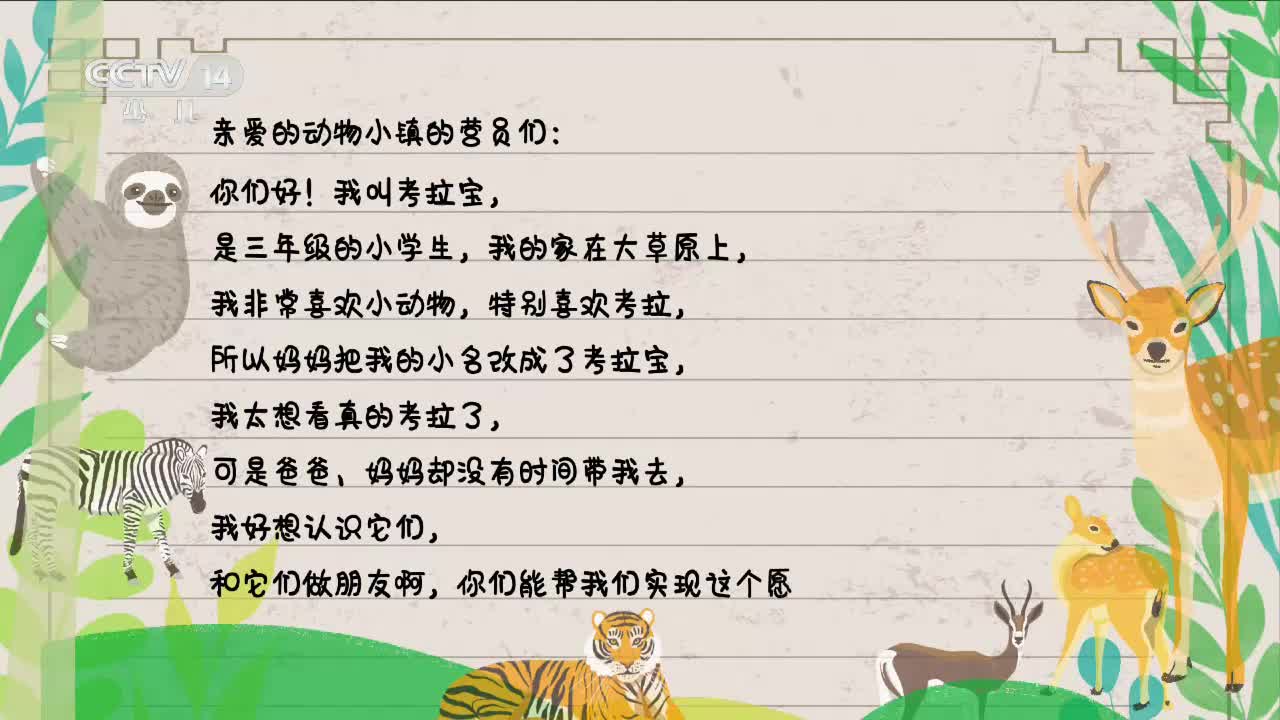 CCTV 14
少儿
亲爱的动物小镇的营员们：
你们好！我叫考拉宝，
是三年级的小学生，我的家在大草原上，
我非常喜欢小动物，特别喜欢考拉，
所以妈妈把我的小名改成了考拉宝，
我太想看真的考拉了，
可是爸爸、妈妈却没有时间带我去，
我好想认识它们，
和它们做朋友啊，你们能帮我们实现这个愿